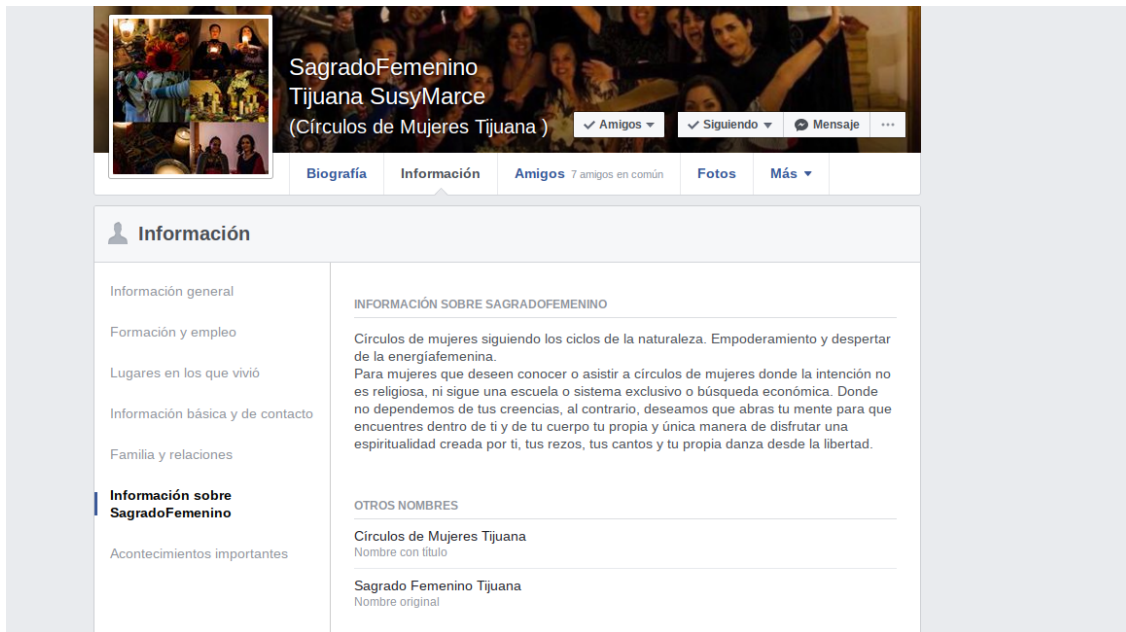 SagradoFemenino
Tijuana SusyMarce
(Círculos de Mujeres Tijuana )
Amigos
Siguiendo
Mensaje
Biografía
Información
Amigos 7 amigos en común
Fotos
Más
Información
Información general
Formación y empleo
Lugares en los que vivió
Información básica y de contacto
Familia y relaciones
Información sobre
SagradoFemenino
Acontecimientos importantes
INFORMACIÓN SOBRE SAGRADOFEMENINO
Círculos de mujeres siguiendo los ciclos de la naturaleza. Empoderamiento y despertar
de la energíafemenina.
Para mujeres que deseen conocer o asistir a círculos de mujeres donde la intención no
es religiosa, ni sigue una escuela o sistema exclusivo o búsqueda económica. Donde
no dependemos de tus creencias, al contrario, deseamos que abras tu mente para que
encuentres dentro de ti y de tu cuerpo tu propia y única manera de disfrutar una
espiritualidad creada por ti, tus rezos, tus cantos y tu propia danza desde la libertad.
OTROS NOMBRES
Círculos de Mujeres Tijuana
Nombre con titulo
Sagrado Femenino Tijuana
Nombre original